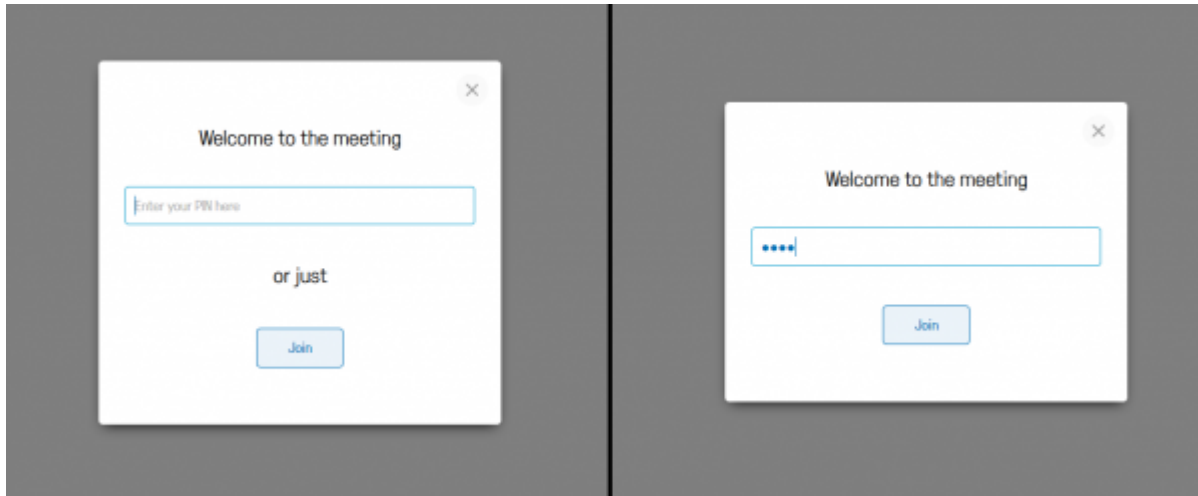 Welcome to the meeting
Enter your PIN here
or just
Join
Welcome to the meeting
••••
Join